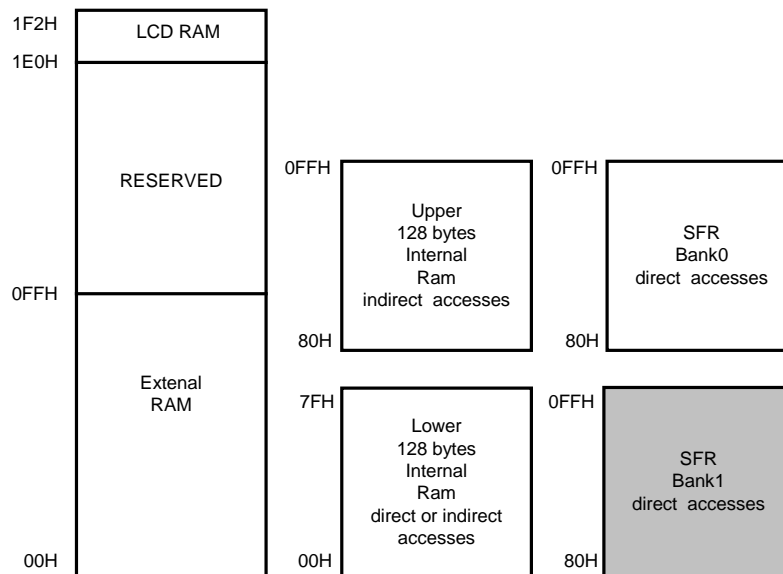 1F2H
LCD RAM
1E0H
RESERVED
0FFH
Extenal
RAM
00H
0FFH
Upper
128 bytes
Internal
Ram
indirect accesses
80H
7FH
Lower
128 bytes
Internal
Ram
direct or indirect
accesses
00H
0FFH
SFR
Bank0
direct accesses
80H
0FFH
SFR
Bank1
direct accesses
80H